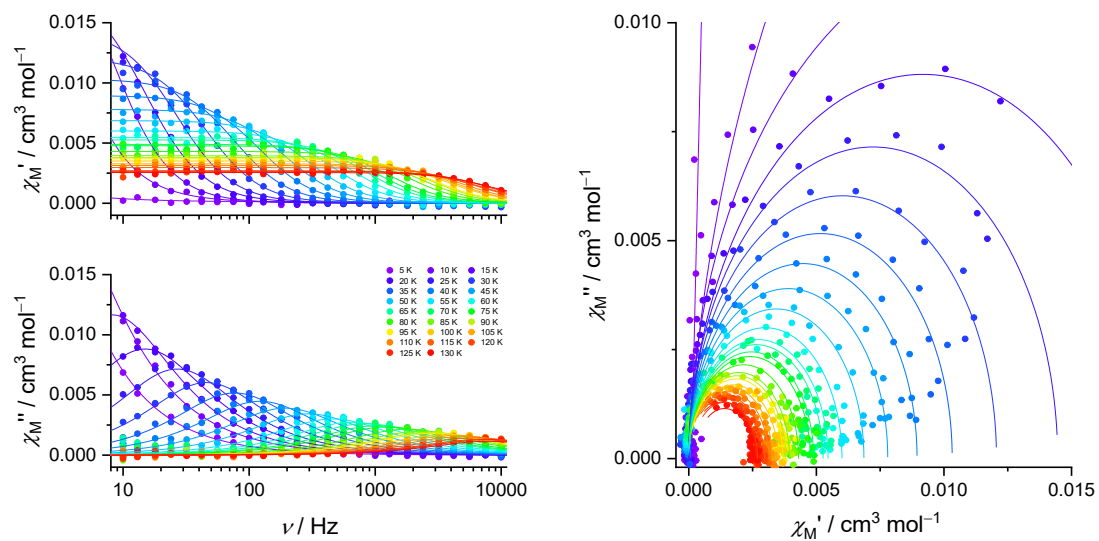 0.015
0.010
0.005
0.000
χM' / cm³ mol⁻¹
10 100 1000 10000
0.015
0.010
0.005
0.000
χM'' / cm³ mol⁻¹
5 K 10 K 15 K
20 K 25 K 30 K
35 K 40 K 45 K
50 K 55 K 60 K
65 K 70 K 75 K
80 K 85 K 90 K
95 K 100 K 105 K
110 K 115 K 120 K
125 K 130 K
10 100 1000 10000
ν / Hz
0.010
0.005
0.000
χM'' / cm³ mol⁻¹
0.000 0.005 0.010 0.015
χM' / cm³ mol⁻¹